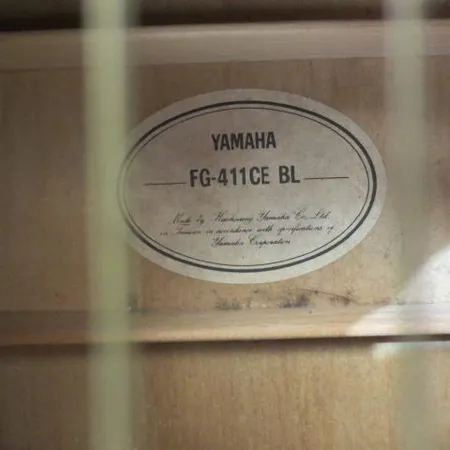 YAMAHA
FG-411CE BL
Made by Kaohsiung Yamaha Co., Ltd.
in Taiwan in accordance with specifications of
Yamaha Corporation